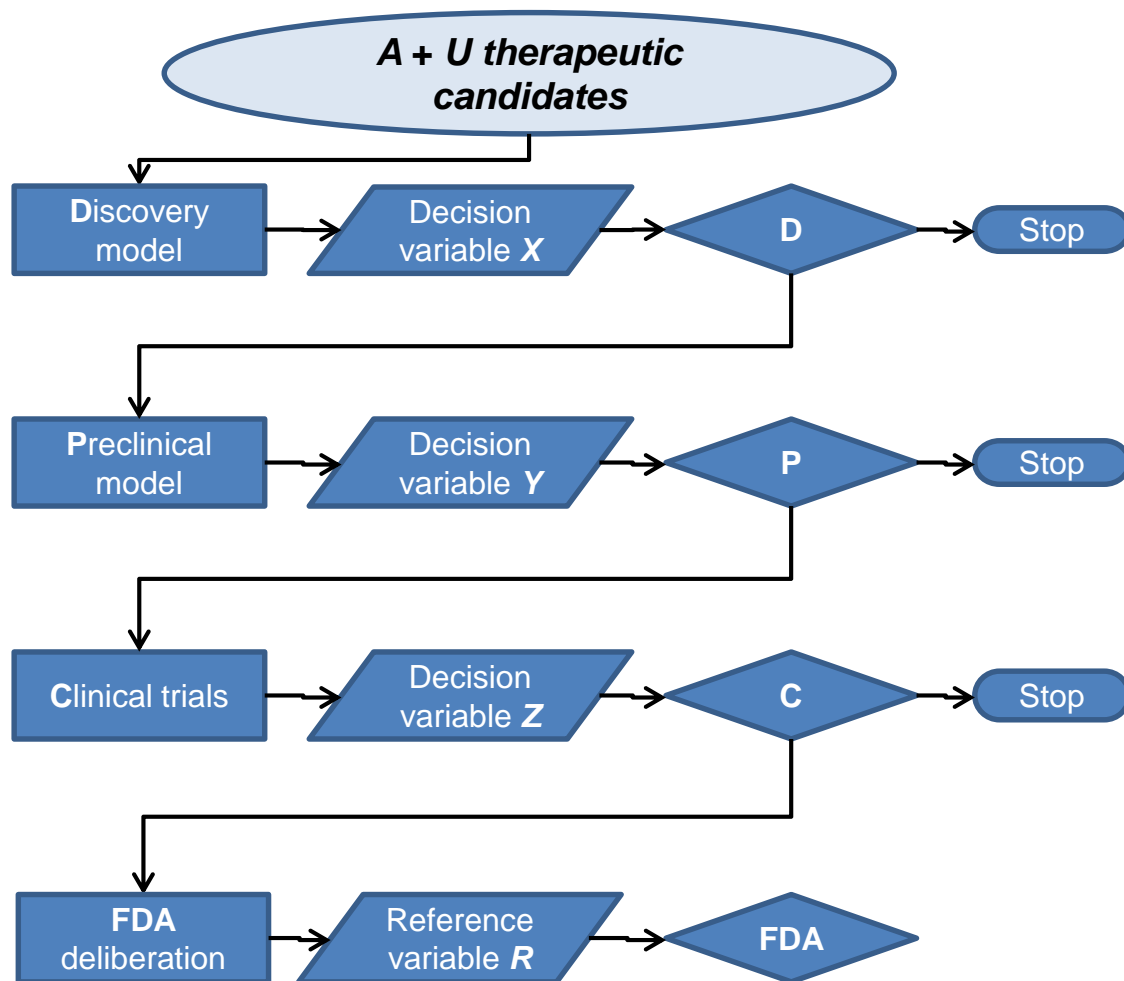 A + U therapeutic
candidates
Discovery
model
Decision
variable X
D
Stop
Preclinical
model
Decision
variable Y
P
Stop
Clinical trials
Decision
variable Z
C
Stop
FDA
deliberation
Reference
variable R
FDA